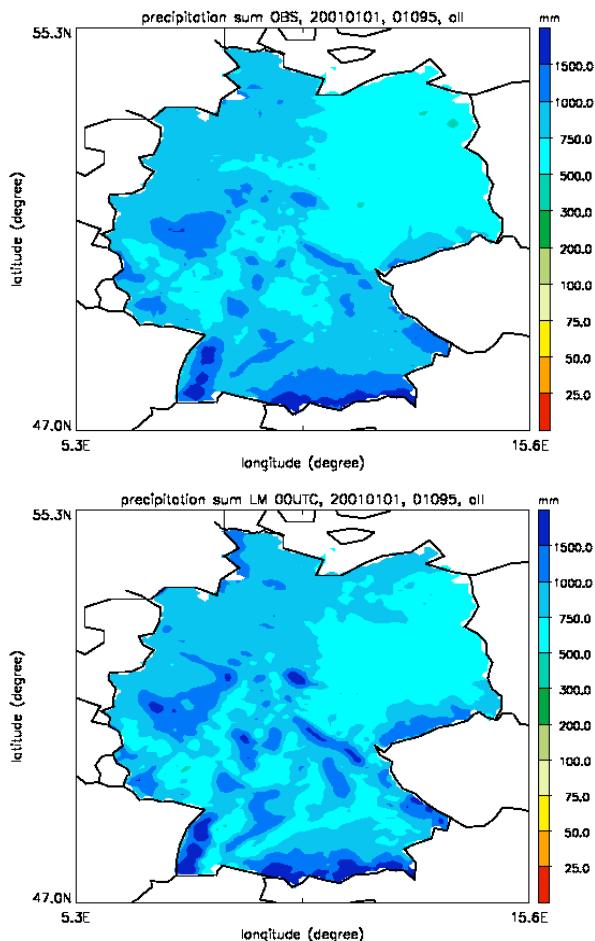 precipitation sum OBS, 20010101, 01095, all
mm
55.3N
1500.0
1000.0
750.0
500.0
300.0
200.0
100.0
75.0
50.0
25.0
latitude (degree)
47.0N
5.3E
15.6E
longitude (degree)
precipitation sum LM 00UTC, 20010101, 01095, all
mm
55.3N
1500.0
1000.0
750.0
500.0
300.0
200.0
100.0
75.0
50.0
25.0
latitude (degree)
47.0N
5.3E
15.6E
longitude (degree)